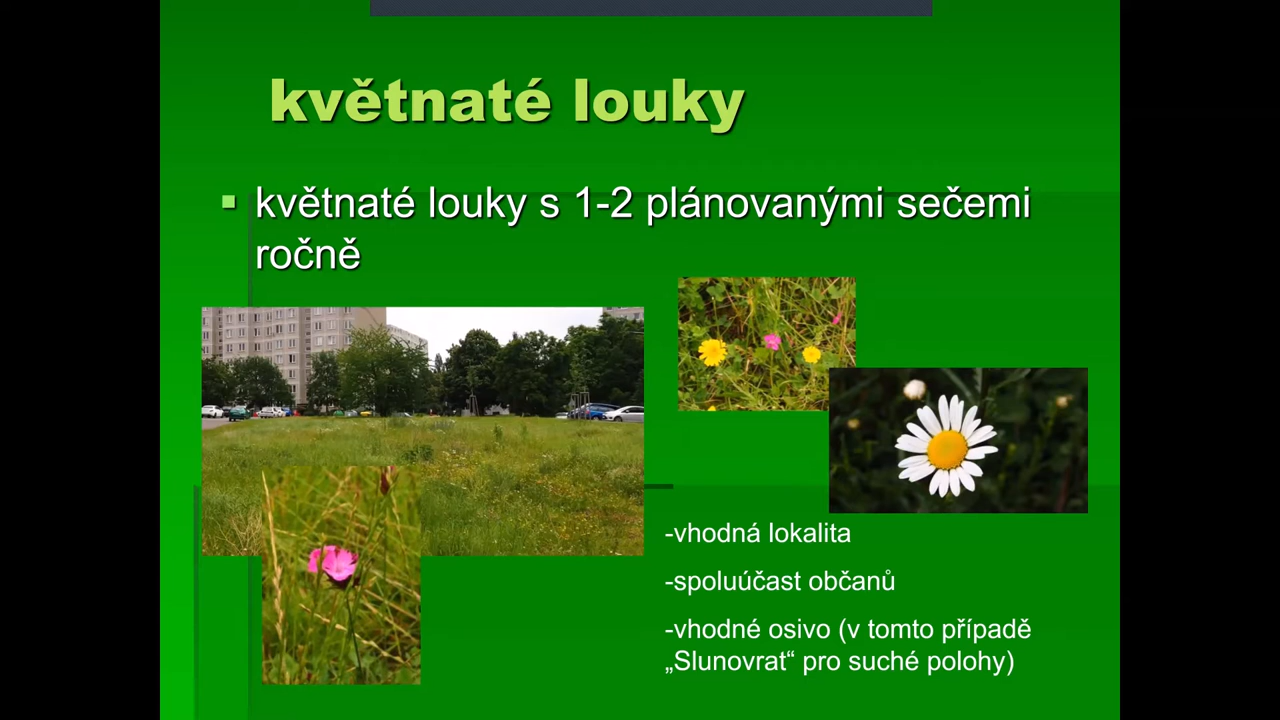 květnaté louky
květnaté louky s 1-2 plánovanými sečemi
ročně
-vhodná lokalita
-spoluúčast občanů
-vhodné osivo (v tomto případě
„Slunovrat“ pro suché polohy)